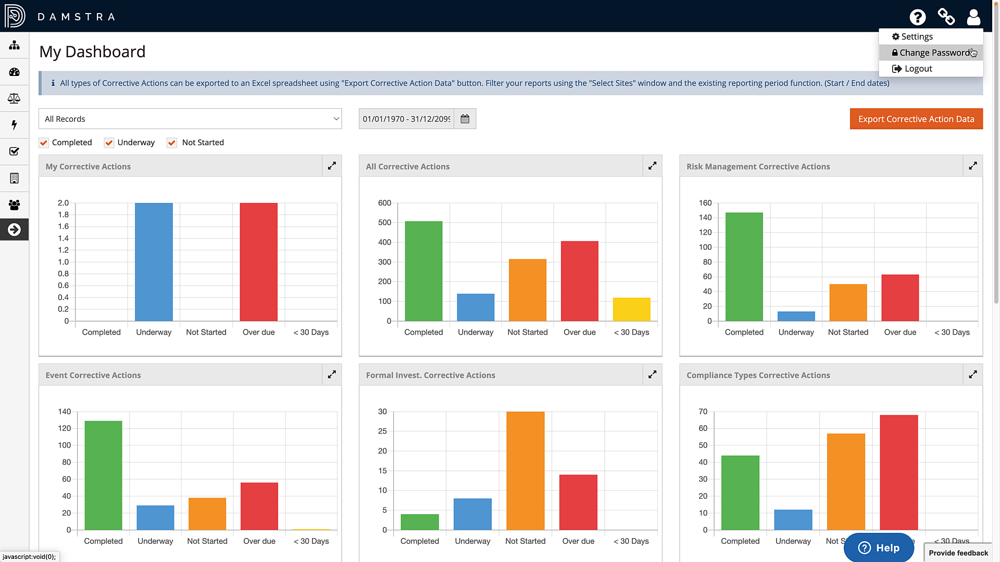 DAMSTRA
Settings
Change Password
Logout
My Dashboard
All types of Corrective Actions can be exported to an Excel spreadsheet using "Export Corrective Action Data" button. Filter your reports using the "Select Sites" window and the existing reporting period function. (Start / End dates)
All Records
01/01/1970 - 31/12/2099
Export Corrective Action Data
Completed Underway Not Started
My Corrective Actions
2.0
1.8
1.6
1.4
1.2
1.0
0.8
0.6
0.4
0.2
0
Completed Underway Not Started Over due < 30 Days
All Corrective Actions
600
500
400
300
200
100
0
Completed Underway Not Started Over due < 30 Days
Risk Management Corrective Actions
160
140
120
100
80
60
40
20
0
Completed Underway Not Started Over due < 30 Days
Event Corrective Actions
140
120
100
80
60
40
20
0
Completed Underway Not Started Over due < 30 Days
Formal Invest. Corrective Actions
30
25
20
15
10
5
0
Completed Underway Not Started Over due < 30 Days
Compliance Types Corrective Actions
70
60
50
40
30
20
10
0
Completed Underway Not S e < 30 Days
Help
Provide feedback
javascript:void(0);